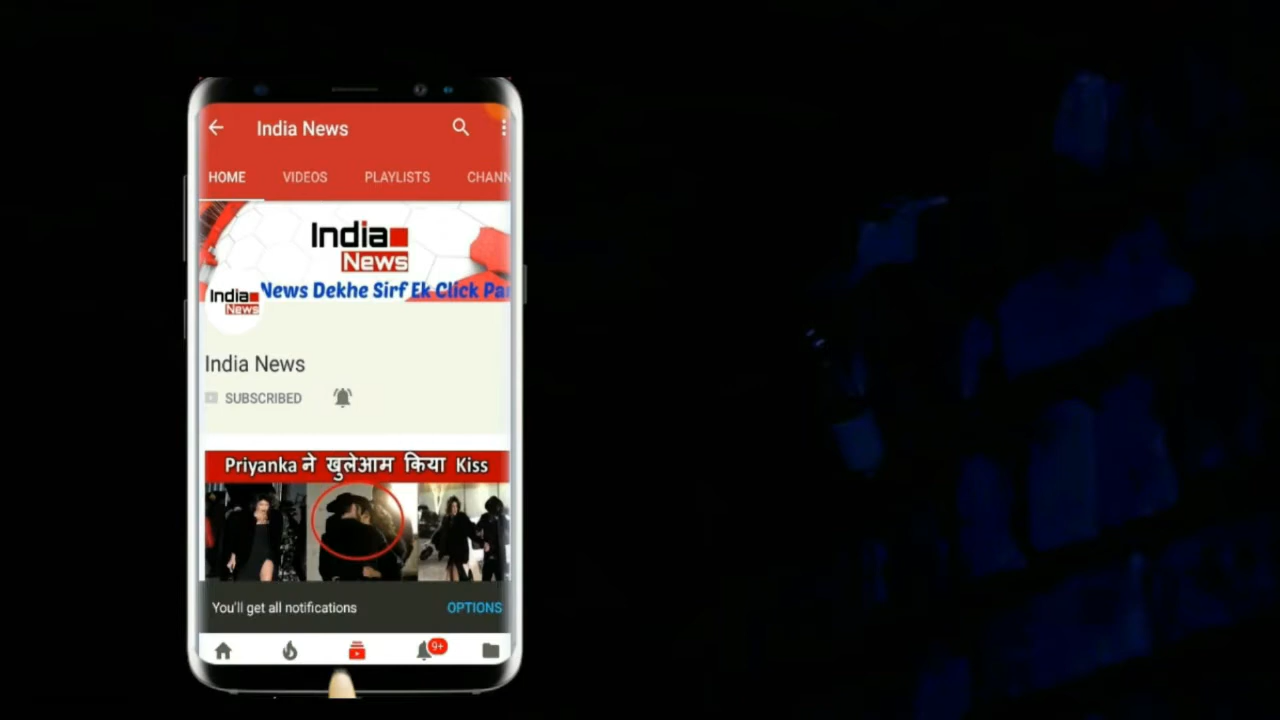 India News
HOME VIDEOS PLAYLISTS CHANN
India
News
News Dekhe Sirf Ek Click Par
India
News
India News
SUBSCRIBED
Priyanka ने खुलेआम किया Kiss
You'll get all notifications OPTIONS
9+